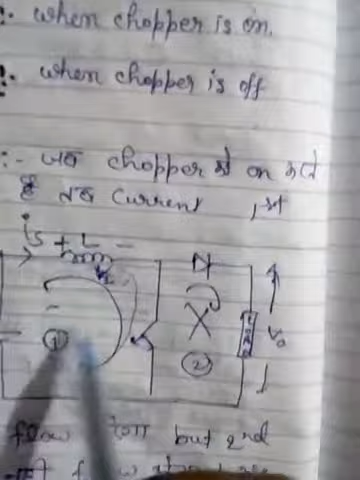 :. when chopper is on.
!. when chopper is off
:- जब chopper को on करते
है तब current 1st
is + L -
1
2
V₀
flow but 2nd